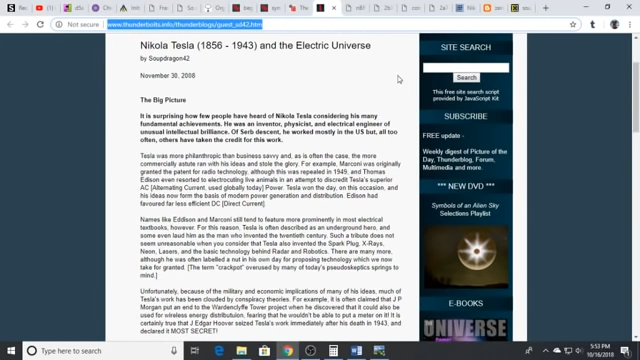 Not secure
www.thunderbolts.info/thunderblogs/guest_sd42.htm
Nikola Tesla (1856 - 1943) and the Electric Universe
by Soupdragon42
November 30, 2008
The Big Picture
It is surprising how few people have heard of Nikola Tesla considering his many
fundamental achievements. He was an inventor, physicist, and electrical engineer of
unusual intellectual brilliance. Of Serb descent, he worked mostly in the US but, all too
often, others have taken the credit for this work.
Tesla was more philanthropic than business savvy and, as is often the case, the more
commercially astute ran with his ideas and stole the glory. For example, Marconi was originally
granted the patent for radio technology, although this was repealed in 1949, and Thomas
Edison even resorted to electrocuting live animals in an attempt to discredit Tesla's superior
AC [Alternating Current, used globally today] Power. Tesla won the day, on this occasion, and
his ideas now form the basis of modern power generation and distribution. Edison had
favoured far less efficient DC [Direct Current].
Names like Eddison and Marconi still tend to feature more prominently in most electrical
textbooks, however. For this reason, Tesla is often described as an underground hero, and
some even laud him as the man who invented the twentieth century. Such a tribute does not
seem unreasonable when you consider that Tesla also invented the Spark Plug, X-Rays,
Neon, Lasers, and the basic technology behind Radar and Robotics. There are many more,
although he was often labelled a nut in his own day for proposing technology which we now
take for granted. [The term "crackpot" overused by many of today's pseudoskeptics springs to
mind.]
Unfortunately, because of the military and economic implications of many of his ideas, much of
Tesla's work has been clouded by conspiracy theories. For example, it is often claimed that J P
Morgan put an end to the Wardenclyffe Tower project when he discovered that it could also be
used for wireless energy distribution, fearing that he wouldn't be able to put a meter on it! It is
certainly true that J Edgar Hoover seized Tesla's work immediately after his death in 1943, and
declared it MOST SECRET!
SITE SEARCH
Search
This free site search script
provided by JavaScript Kit
SUBSCRIBE
FREE update -
Weekly digest of Picture of the
Day, Thunderblog, Forum,
Multimedia and more.
>> NEW DVD
Symbols of an Alien Sky
Selections Playlist
E-BOOKS
UNIVERSE
Type here to search
5:53 PM
10/16/2018